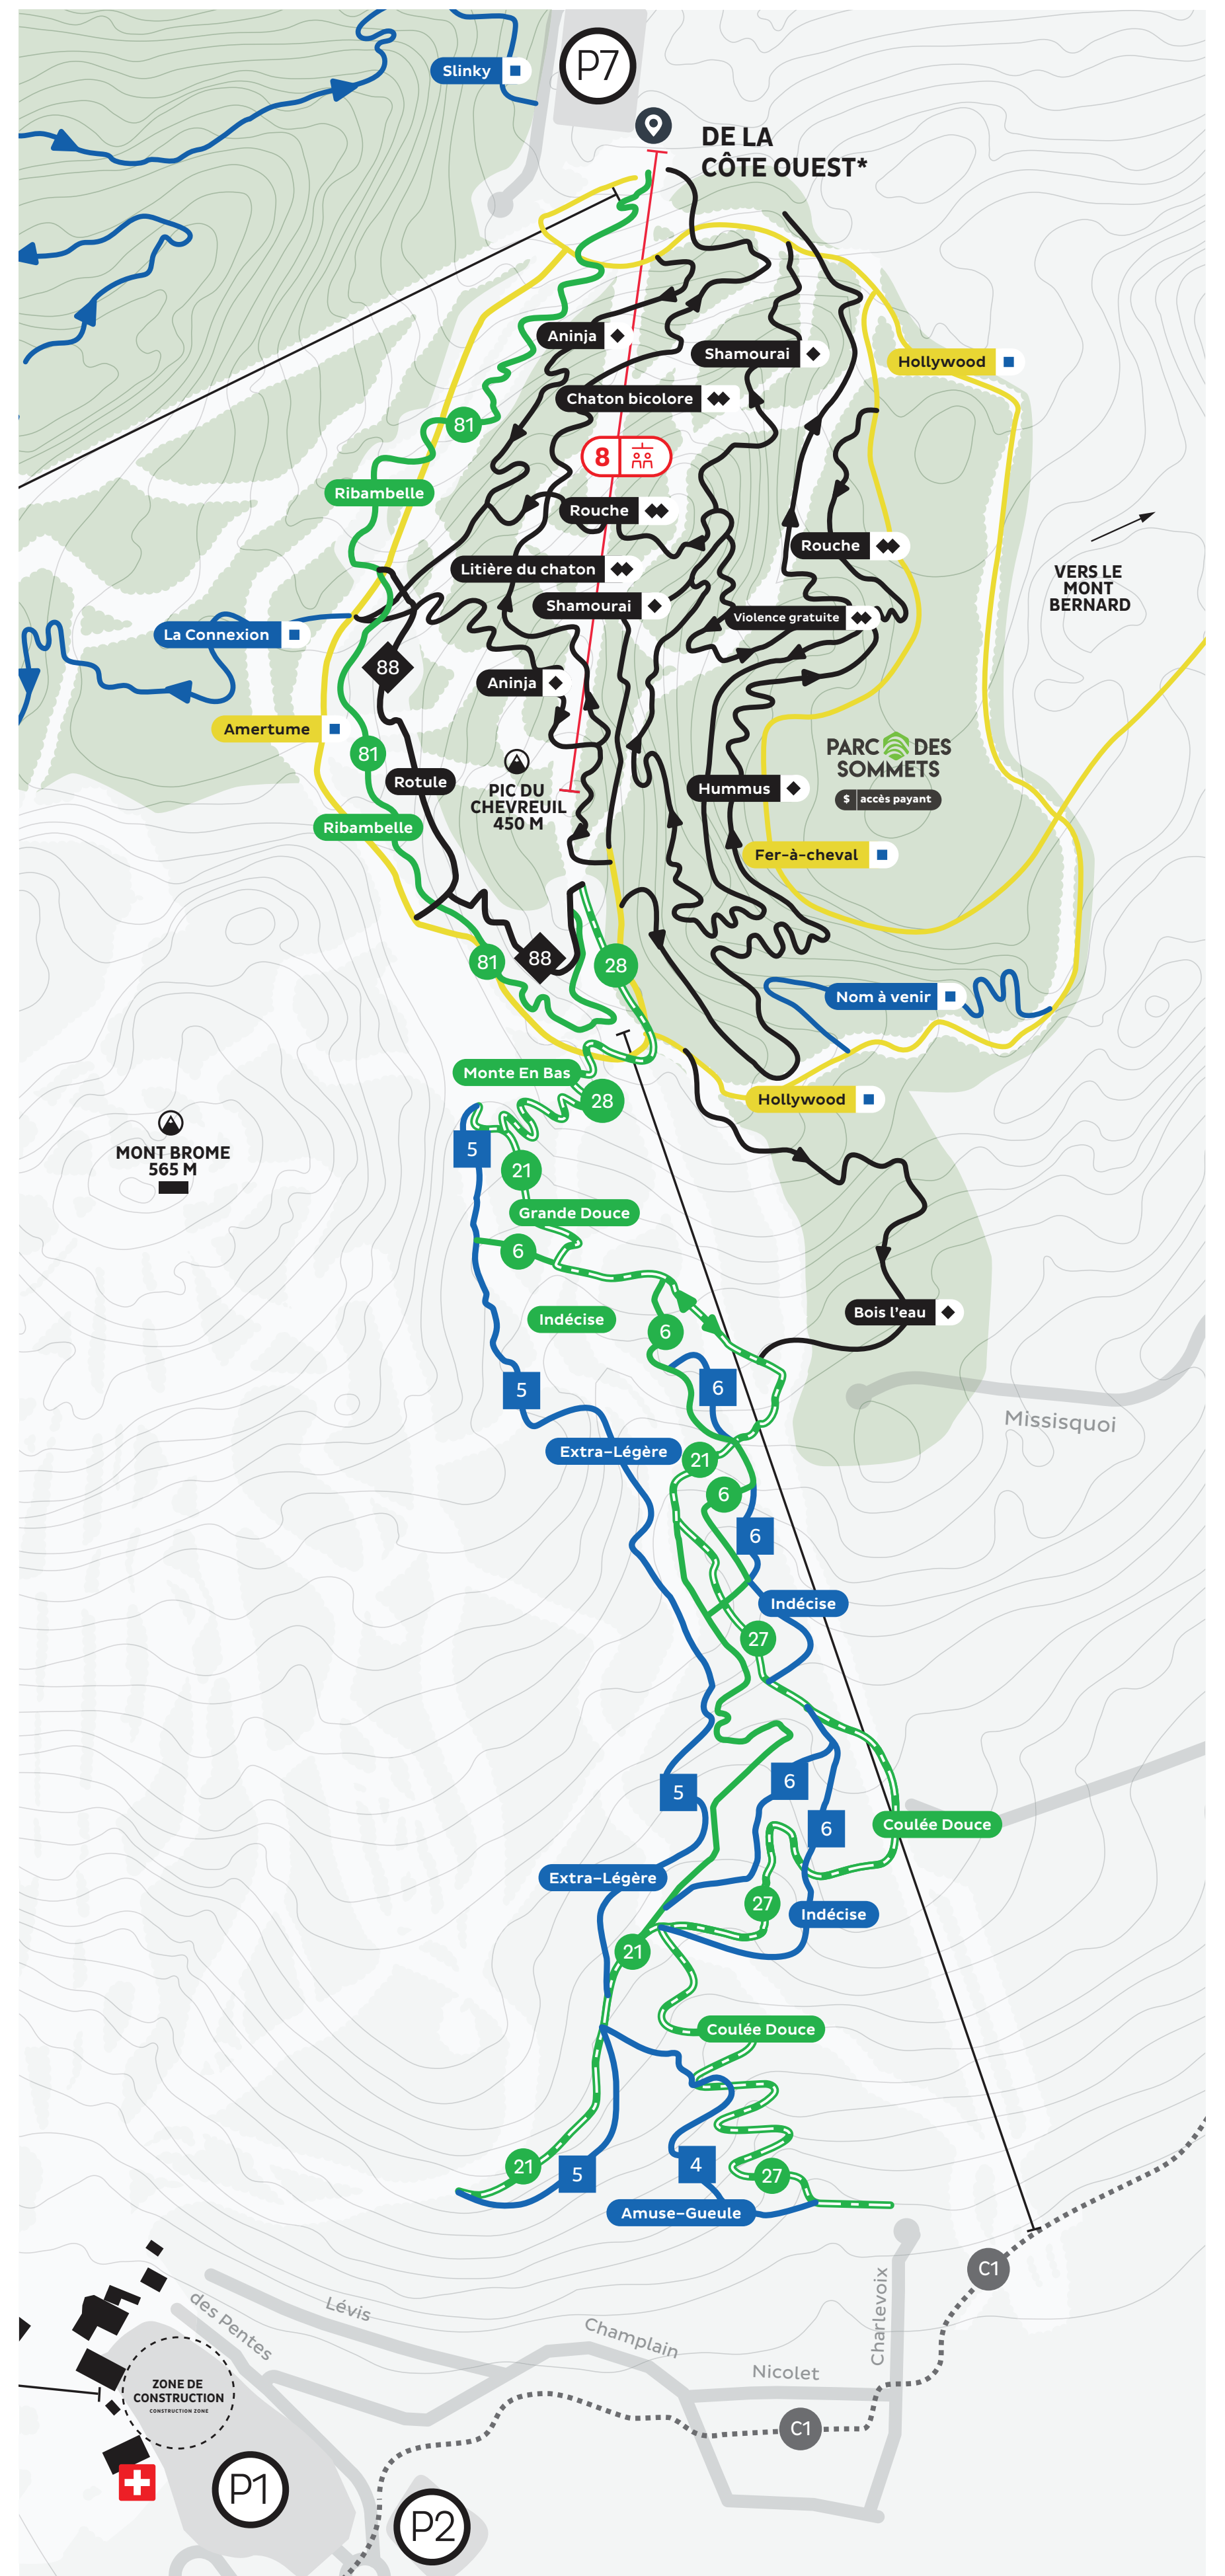 P7
Slinky
DE LA
CÔTE OUEST*
Aninja
Shamourai
Hollywood
Chaton bicolore
81
8
Ribambelle
Rouche
Rouche
Litière du chaton
VERS LE
MONT
BERNARD
Shamourai
Violence gratuite
La Connexion
88
Aninja
Amertume
81
PARC DES
SOMMETS
Rotule
Hummus
$ accès payant
PIC DU
CHEVREUIL
450 M
Ribambelle
Fer-à-cheval
88
81
28
Nom à venir
Monte En Bas
28
Hollywood
5
MONT BROME
565 M
21
Grande Douce
6
Bois l'eau
Indécise
6
5
6
Missisquoi
Extra-Légère
21
6
6
Indécise
27
5
6
6
Coulée Douce
Extra-Légère
27
Indécise
21
Coulée Douce
21
5
4
27
Amuse-Gueule
C1
des Pentes
Lévis
Champlain
Charlevoix
Nicolet
ZONE DE
CONSTRUCTION
CONSTRUCTION ZONE
C1
P1
P2